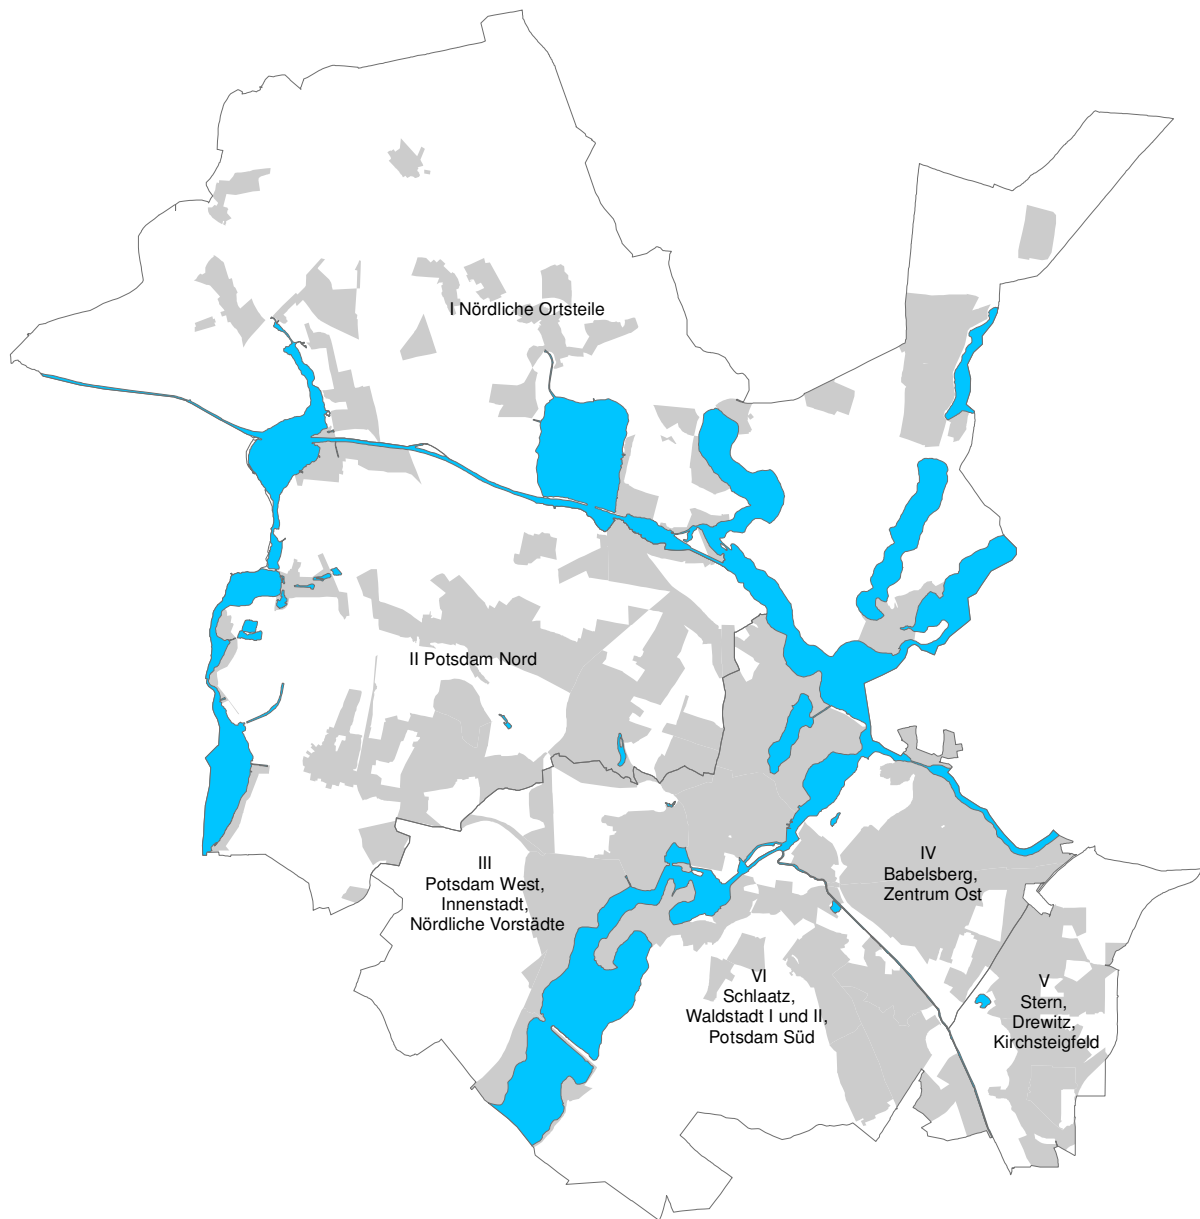 I Nördliche Ortsteile
II Potsdam Nord
III
Potsdam West,
Innenstadt,
Nördliche Vorstädte
IV
Babelsberg,
Zentrum Ost
V
Stern,
Drewitz,
Kirchsteigfeld
VI
Schlaatz,
Waldstadt I und II,
Potsdam Süd